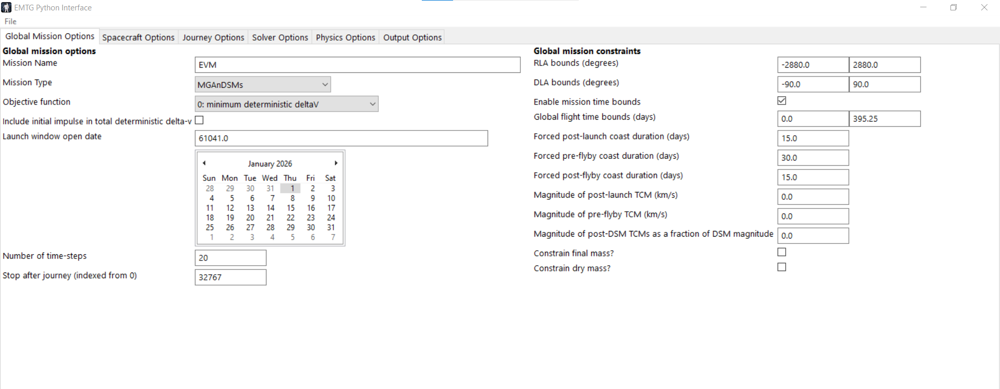 EMTG Python Interface
File
Global Mission Options
Spacecraft Options
Journey Options
Solver Options
Physics Options
Output Options
Global mission options
Mission Name
EVM
Mission Type
MGAnDSMs
Objective function
0: minimum deterministic deltaV
Include initial impulse in total deterministic delta-v
Launch window open date
61041.0
January 2026
Sun Mon Tue Wed Thu Fri Sat
28 29 30 31 1 2 3
4 5 6 7 8 9 10
11 12 13 14 15 16 17
18 19 20 21 22 23 24
25 26 27 28 29 30 31
1 2 3 4 5 6 7
Number of time-steps
20
Stop after journey (indexed from 0)
32767
Global mission constraints
RLA bounds (degrees)
-2880.0 2880.0
DLA bounds (degrees)
-90.0 90.0
Enable mission time bounds
Global flight time bounds (days)
0.0 395.25
Forced post-launch coast duration (days)
15.0
Forced pre-flyby coast duration (days)
30.0
Forced post-flyby coast duration (days)
15.0
Magnitude of post-launch TCM (km/s)
0.0
Magnitude of pre-flyby TCM (km/s)
0.0
Magnitude of post-DSM TCMs as a fraction of DSM magnitude
0.0
Constrain final mass?
Constrain dry mass?